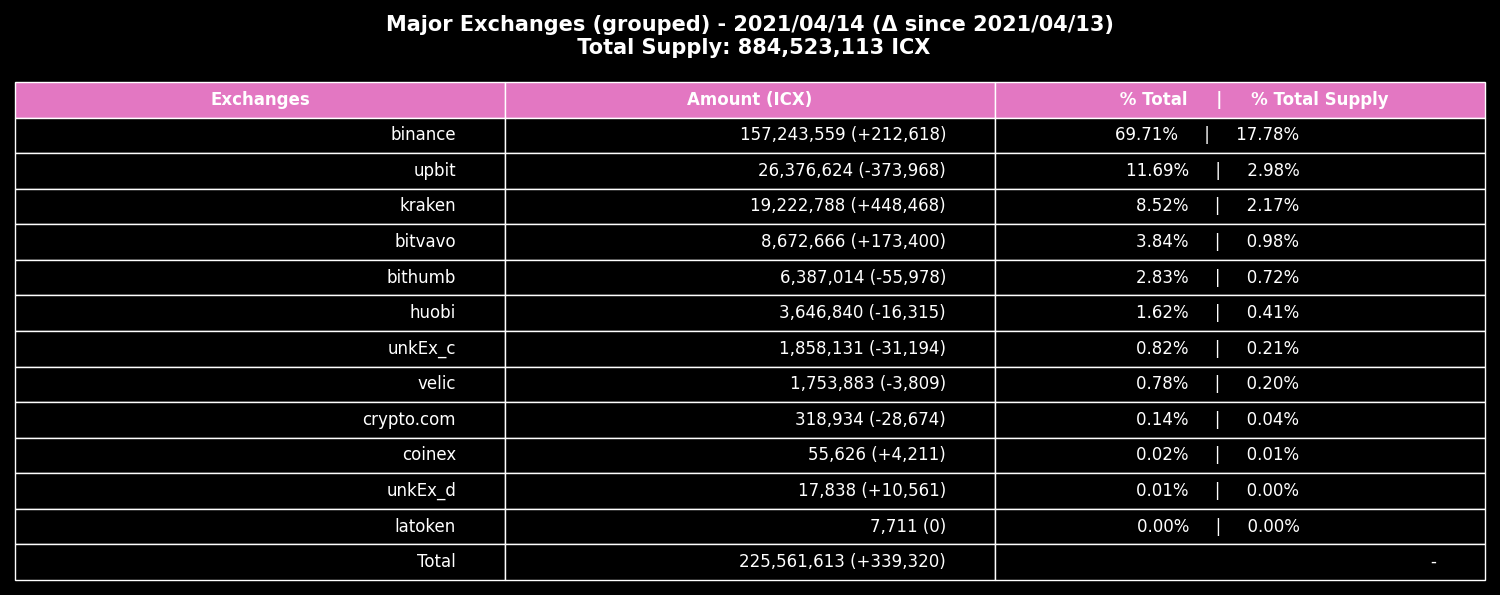 Major Exchanges (grouped) - 2021/04/14 (Δ since 2021/04/13)
Total Supply: 884,523,113 ICX
Exchanges Amount (ICX) % Total | % Total Supply
binance 157,243,559 (+212,618) 69.71% | 17.78%
upbit 26,376,624 (-373,968) 11.69% | 2.98%
kraken 19,222,788 (+448,468) 8.52% | 2.17%
bitvavo 8,672,666 (+173,400) 3.84% | 0.98%
bithumb 6,387,014 (-55,978) 2.83% | 0.72%
huobi 3,646,840 (-16,315) 1.62% | 0.41%
unkEx_c 1,858,131 (-31,194) 0.82% | 0.21%
velic 1,753,883 (-3,809) 0.78% | 0.20%
crypto.com 318,934 (-28,674) 0.14% | 0.04%
coinex 55,626 (+4,211) 0.02% | 0.01%
unkEx_d 17,838 (+10,561) 0.01% | 0.00%
latoken 7,711 (0) 0.00% | 0.00%
Total 225,561,613 (+339,320) -